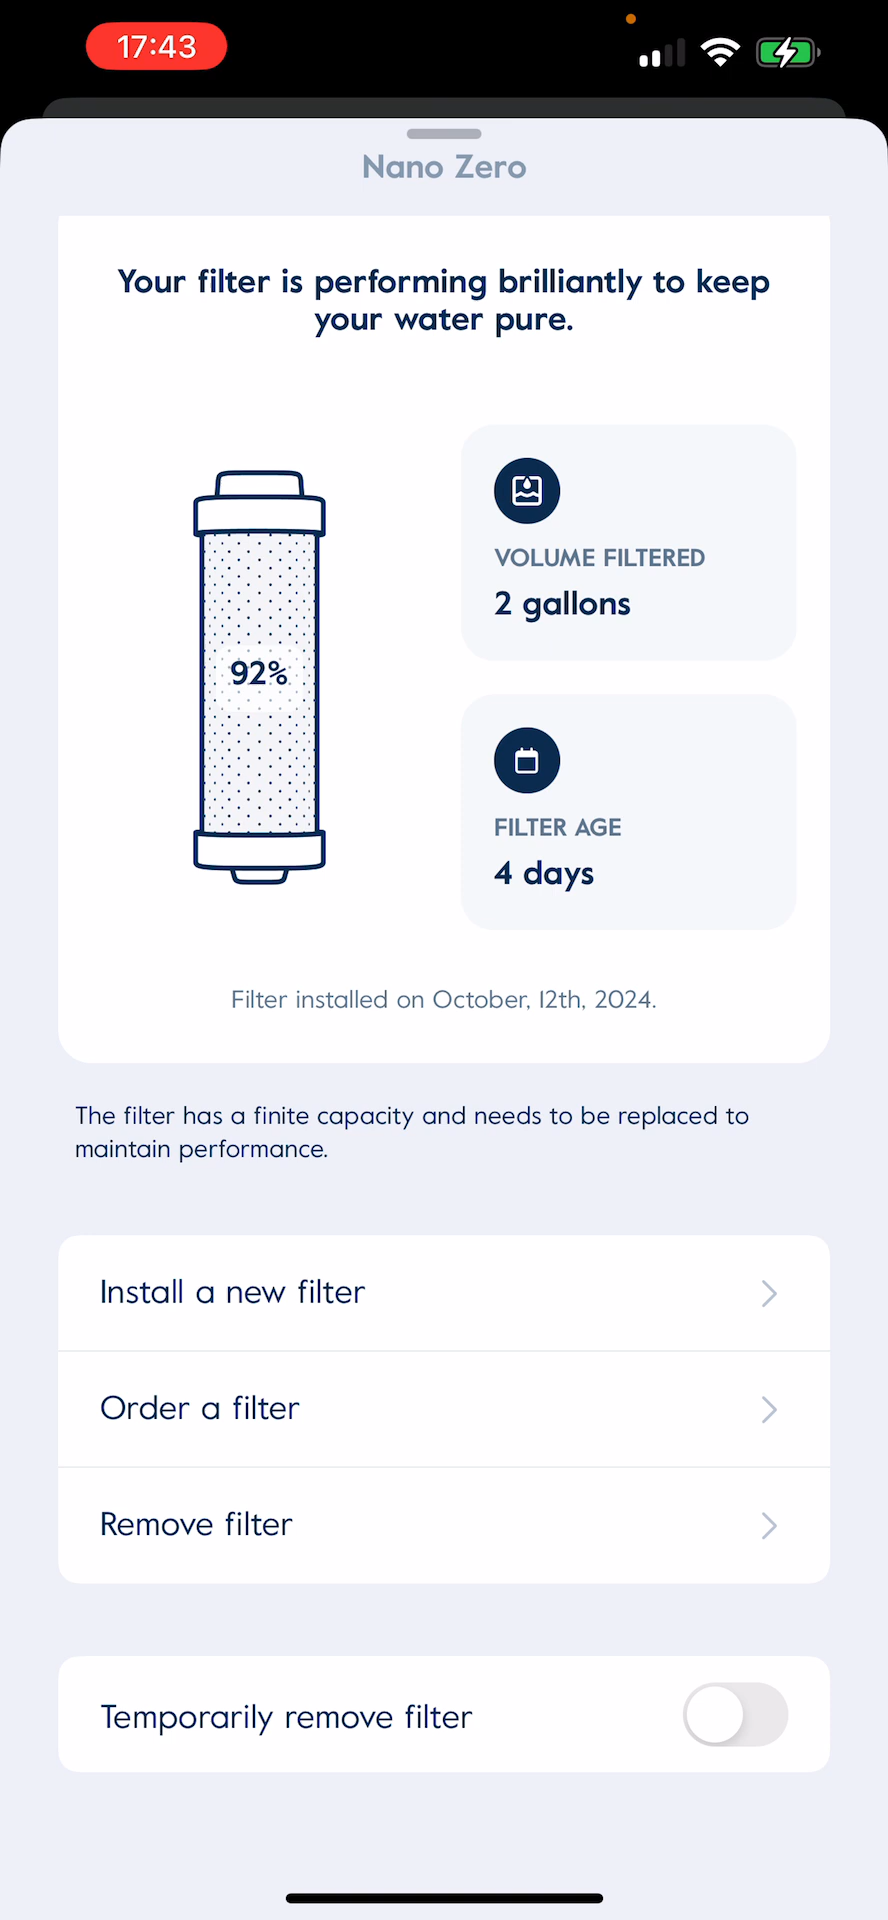 17:43
Nano Zero
Your filter is performing brilliantly to keep
your water pure.
92%
VOLUME FILTERED
2 gallons
FILTER AGE
4 days
Filter installed on October, 12th, 2024.
The filter has a finite capacity and needs to be replaced to
maintain performance.
Install a new filter
Order a filter
Remove filter
Temporarily remove filter